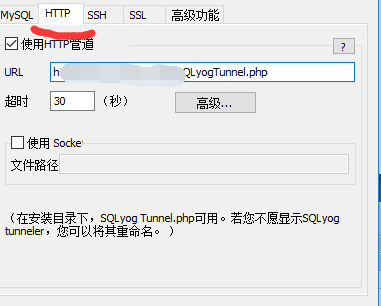 MySQL HTTP SSH SSL 高级功能
使用HTTP管道 ?
URL QLyogTunnel.php
超时 30 （秒） 高级...
使用 Socket
文件路径
（在安装目录下，SQLyog Tunnel.php可用。若您不愿显示SQLyog
tunneler，您可以将其重命名。 ）